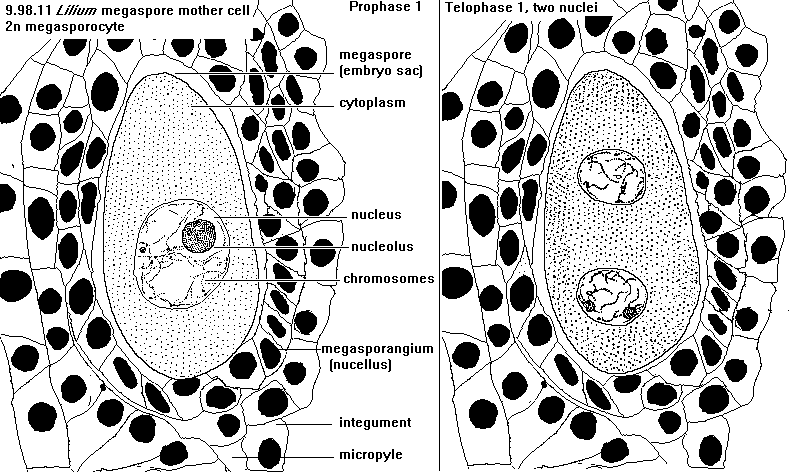 9.98.11 Lilium megaspore mother cell
2n megasporocyte
Prophase 1
Telophase 1, two nuclei
megaspore
(embryo sac)
cytoplasm
nucleus
nucleolus
chromosomes
megasporangium
(nucellus)
integument
micropyle